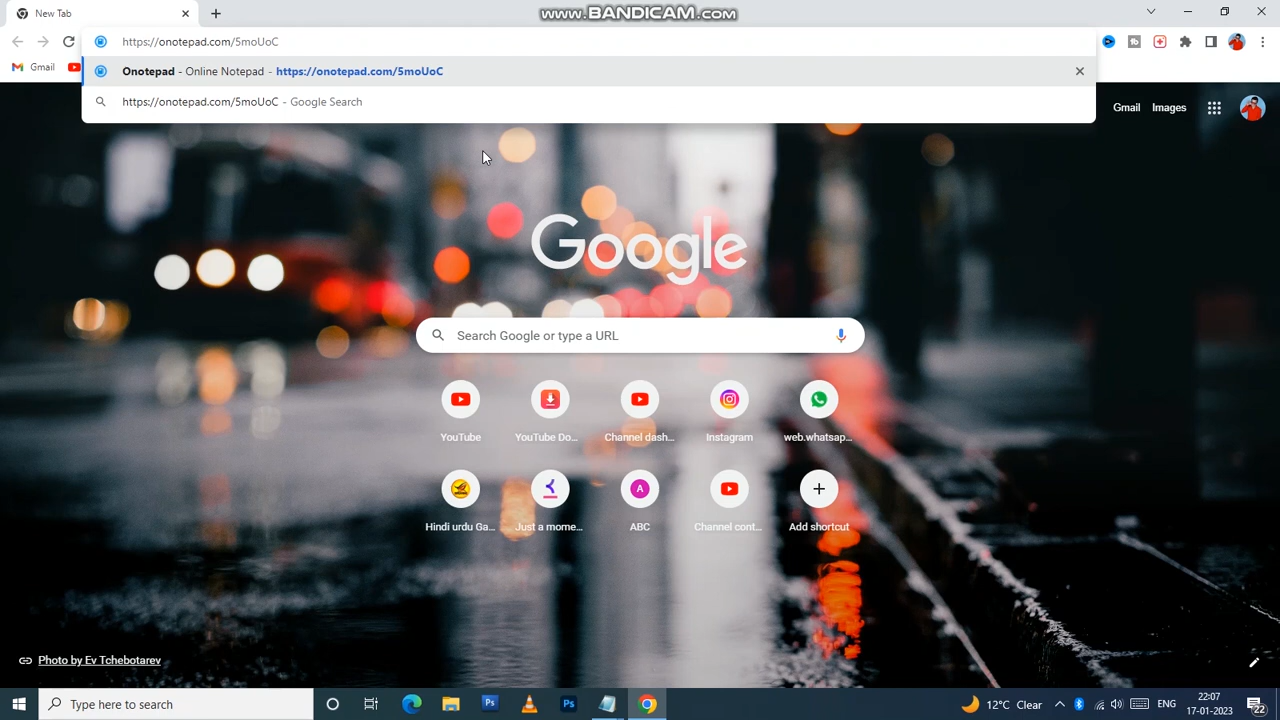 New Tab
www.BANDICAM.com
https://onotepad.com/5moUoC
Gmail
Onotepad - Online Notepad - https://onotepad.com/5moUoC
https://onotepad.com/5moUoC - Google Search
Gmail Images
Google
Search Google or type a URL
YouTube YouTube Do... Channel dash... Instagram web.whatsap...
A
Hindi urdu Ga... Just a mome... ABC Channel cont... Add shortcut
Photo by Ev Tchebotarev
Type here to search
Ps
Ps
12°C Clear
ENG
22:07
17-01-2023
22